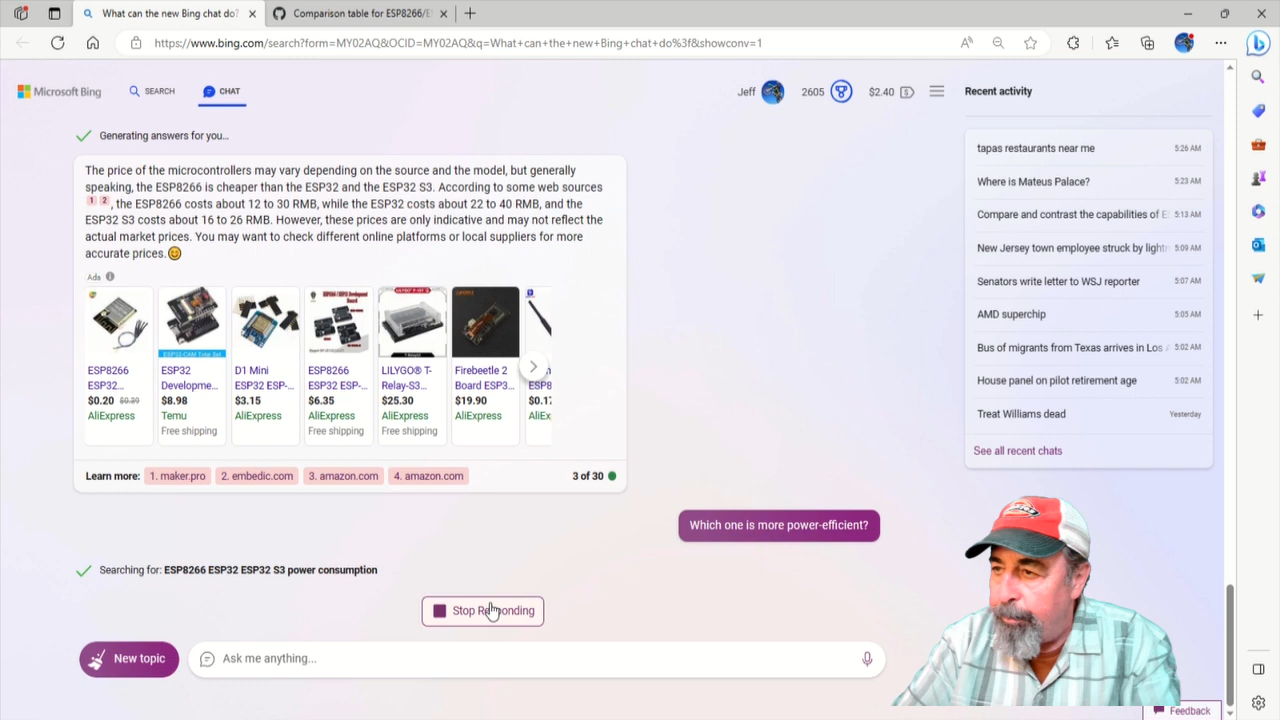 What can the new Bing chat do?
Comparison table for ESP8266/E
https://www.bing.com/search?form=MY02AQ&OCID=MY02AQ&q=What+can+the+new+Bing+chat+do%3f&showconv=1
Microsoft Bing
SEARCH
CHAT
Jeff
2605
$2.40
Recent activity
Generating answers for you...
The price of the microcontrollers may vary depending on the source and the model, but generally
speaking, the ESP8266 is cheaper than the ESP32 and the ESP32 S3. According to some web sources
1 2 , the ESP8266 costs about 12 to 30 RMB, while the ESP32 costs about 22 to 40 RMB, and the
ESP32 S3 costs about 16 to 26 RMB. However, these prices are only indicative and may not reflect the
actual market prices. You may want to check different online platforms or local suppliers for more
accurate prices.
Ads
ESP8266
ESP32...
$0.20 $0.39
AliExpress
ESP32-CAM Total Set
ESP32
Developme...
$8.98
Temu
Free shipping
D1 Mini
ESP32 ESP-...
$3.15
AliExpress
ESP8266
ESP32 ESP-...
$6.35
AliExpress
Free shipping
LILYGO® T-
Relay-S3...
$25.30
AliExpress
Free shipping
Firebeetle 2
Board ESP3...
$19.90
AliExpress
ESP8
$0.17
AliEx
Learn more:
1. maker.pro
2. embedic.com
3. amazon.com
4. amazon.com
3 of 30
Which one is more power-efficient?
Searching for: ESP8266 ESP32 ESP32 S3 power consumption
Stop Responding
New topic
Ask me anything...
tapas restaurants near me
5:26 AM
Where is Mateus Palace?
5:23 AM
Compare and contrast the capabilities of E
5:13 AM
New Jersey town employee struck by light
5:09 AM
Senators write letter to WSJ reporter
5:07 AM
AMD superchip
5:05 AM
Bus of migrants from Texas arrives in Los
5:02 AM
House panel on pilot retirement age
5:02 AM
Treat Williams dead
Yesterday
See all recent chats
Feedback